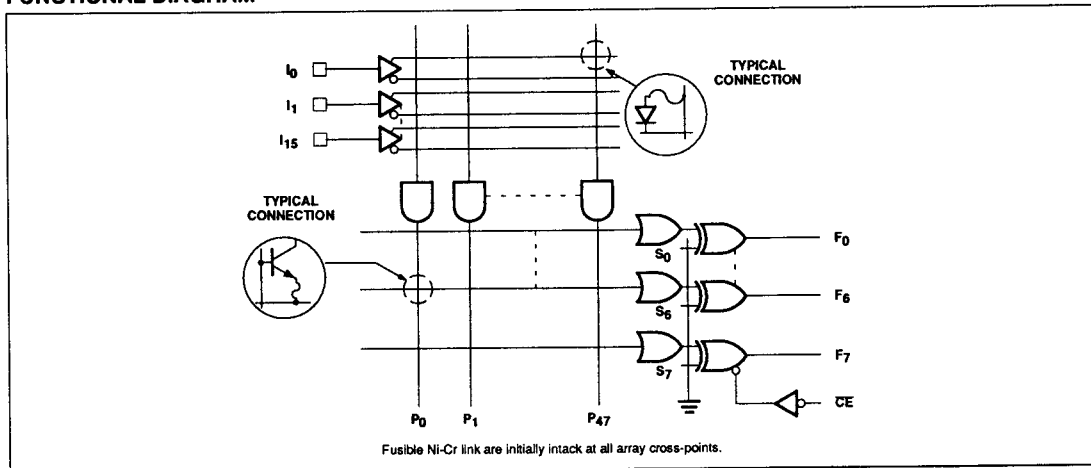 FUNCTIONAL DIAGRAM
I0
I1
I15
TYPICAL
CONNECTION
TYPICAL
CONNECTION
S0
F0
S6
F6
S7
F7
CE
P0
P1
P47
Fusible Ni-Cr link are initially intack at all array cross-points.